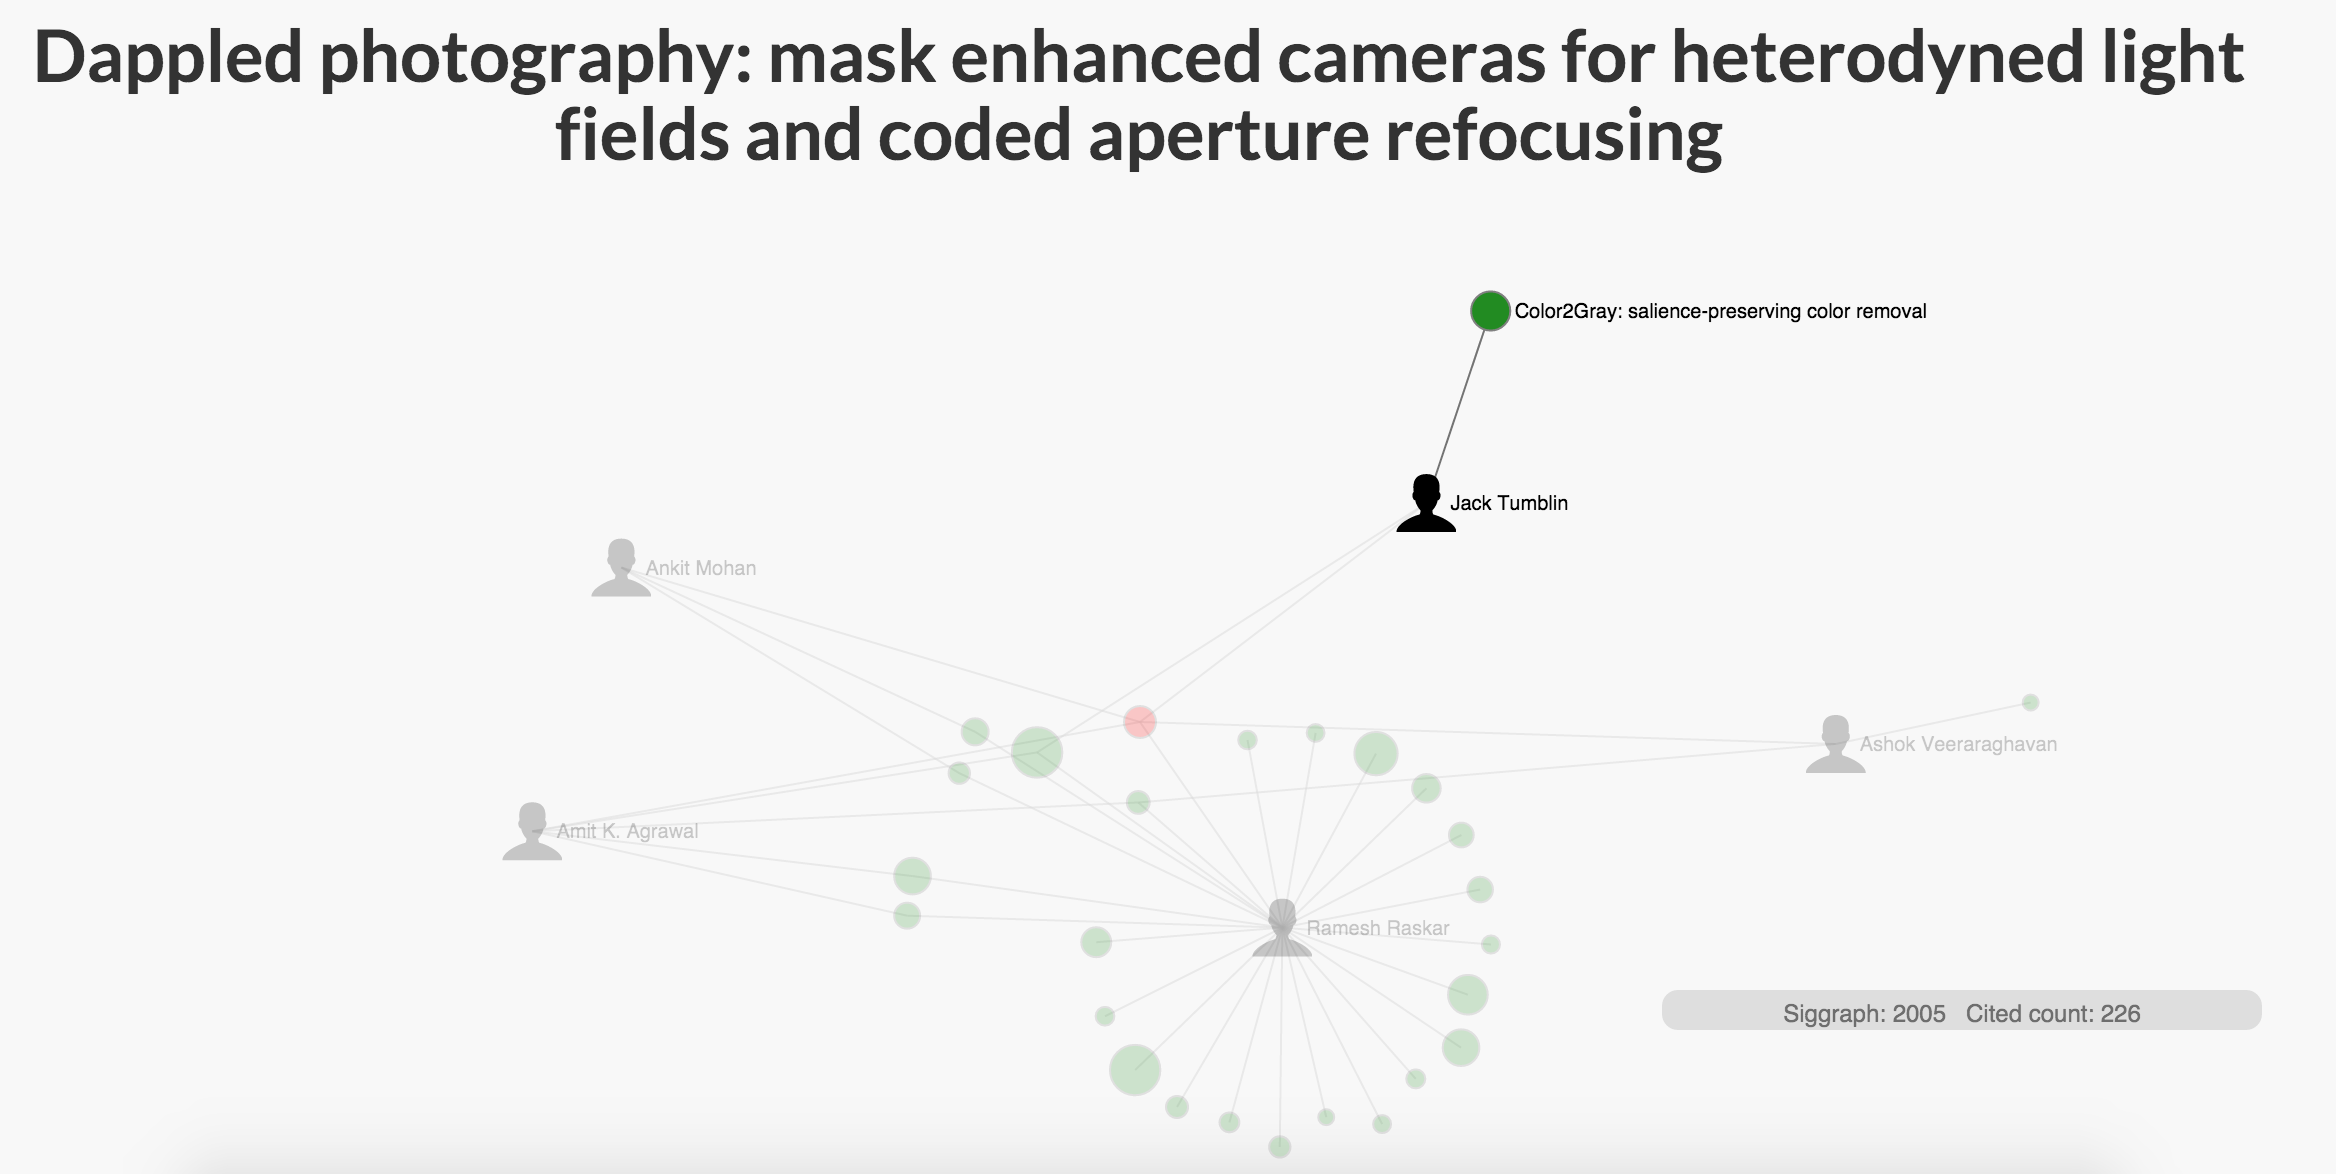 Dappled photography: mask enhanced cameras for heterodyned light
fields and coded aperture refocusing
Color2Gray: salience-preserving color removal
Jack Tumblin
Ankit Mohan
Ashok Veeraraghavan
Amit K. Agrawal
Ramesh Raskar
Siggraph: 2005 Cited count: 226